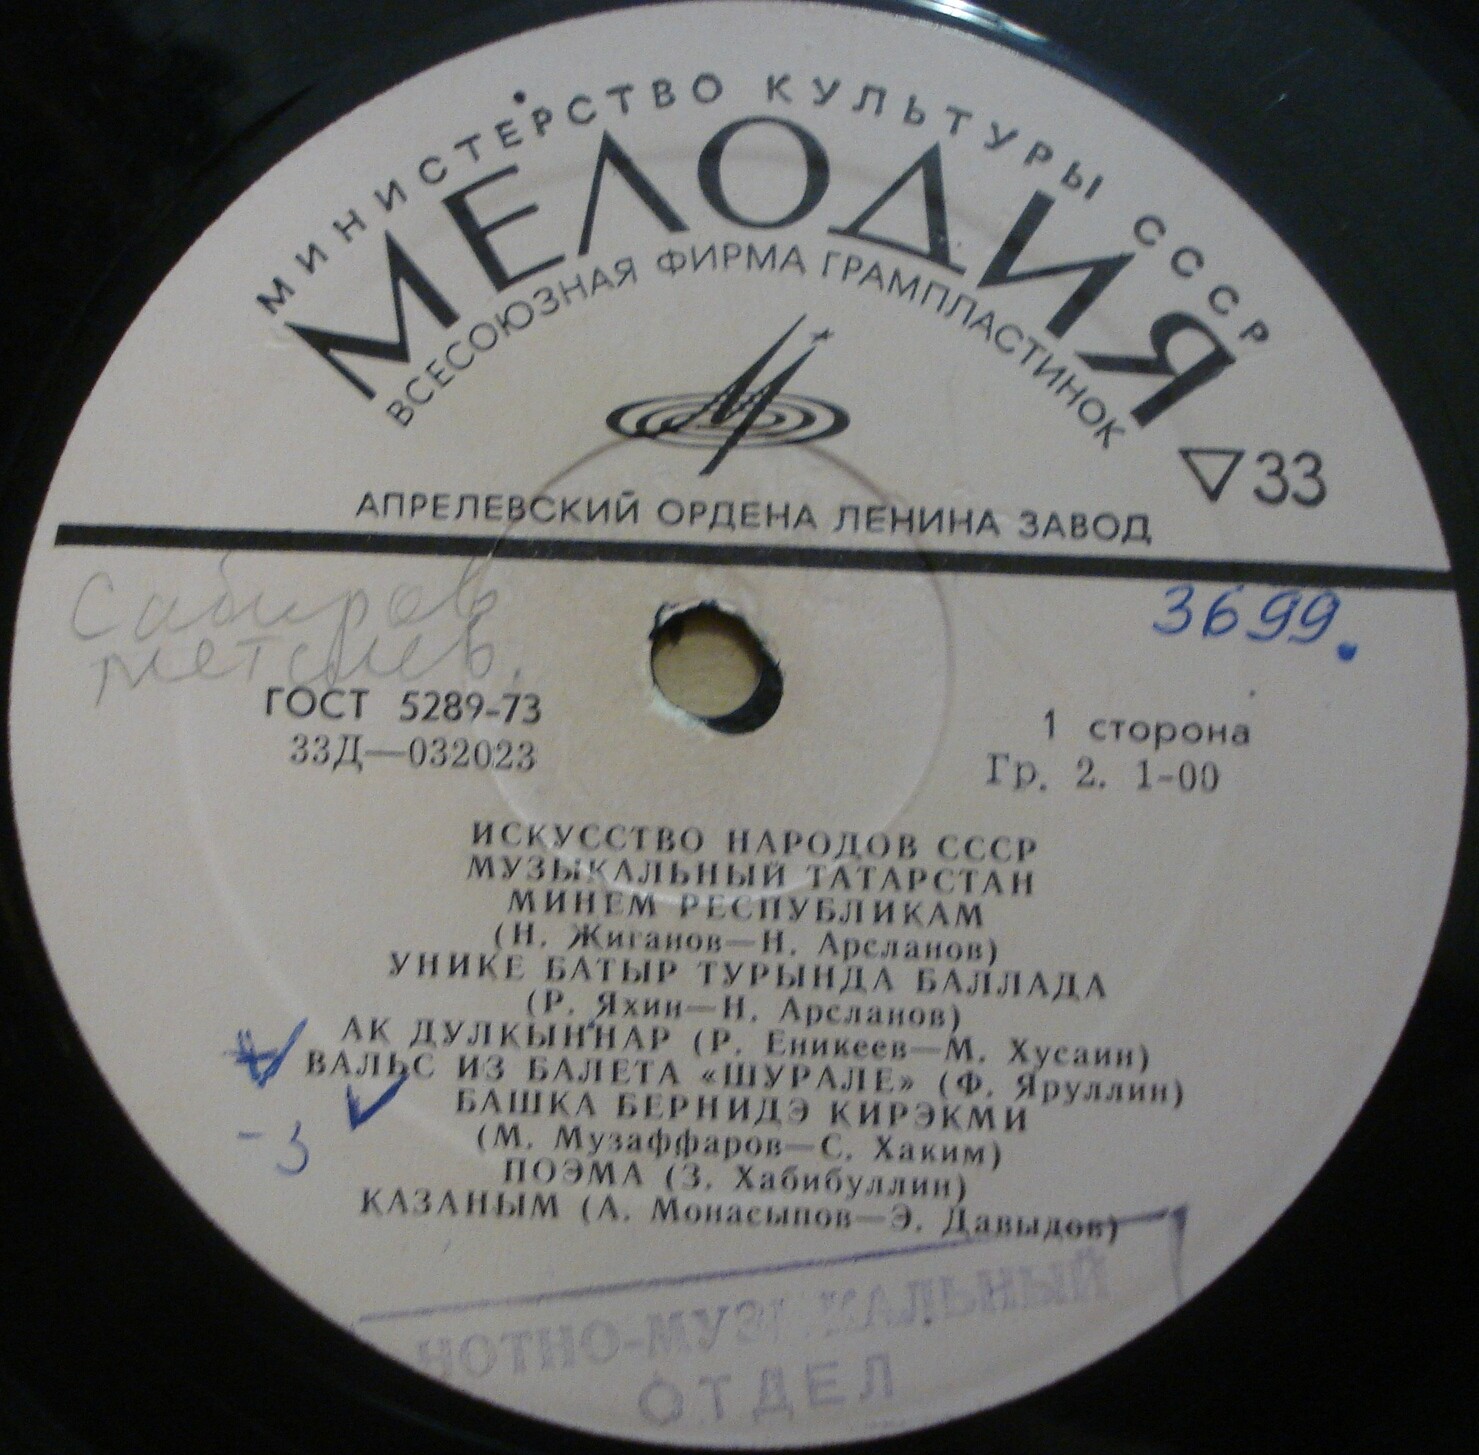 МИНИСТЕРСТВО КУЛЬТУРЫ СССР
МЕЛОДИЯ
ВСЕСОЮЗНАЯ ФИРМА ГРАМПЛАСТИНОК
▽33
АПРЕЛЕВСКИЙ ОРДЕНА ЛЕНИНА ЗАВОД
3699.
Сабиров
ГОСТ 5289-73
33Д—032023
1 сторона
Гр. 2. 1-00
ИСКУССТВО НАРОДОВ СССР
МУЗЫКАЛЬНЫЙ ТАТАРСТАН
МИНЕМ РЕСПУБЛИКАМ
(Н. Жиганов—Н. Арсланов)
УНИКЕ БАТЫР ТУРЫНДА БАЛЛАДА
(Р. Яхин—Н. Арсланов)
АК ДУЛКЫННАР (Р. Еникеев—М. Хусаин)
ВАЛЬС ИЗ БАЛЕТА «ШУРАЛЕ» (Ф. Яруллин)
БАШКА БЕРНИДЭ КИРЭКМИ
(М. Музаффаров—С. Хаким)
-3
ПОЭМА (З. Хабибуллин)
КАЗАНЫМ (А. Монасыпов—Э. Давыдов)
НОТНО-МУЗЫКАЛЬНЫЙ
ОТДЕЛ